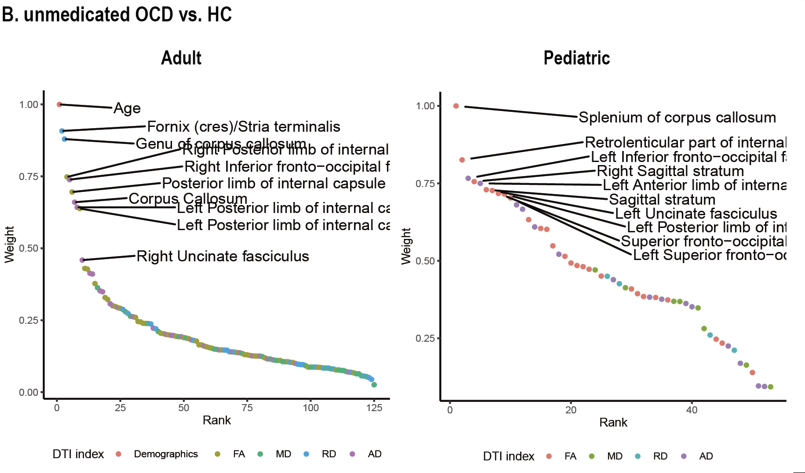 B. unmedicated OCD vs. HC
Adult
Weight
1.00
0.75
0.50
0.25
0.00
Age
Fornix (cres)/Stria terminalis
Genu of corpus callosum
Right Posterior limb of internal
Right Inferior fronto−occipital f
Posterior limb of internal capsule
Corpus Callosum
Left Posterior limb of internal ca
Left Posterior limb of internal ca
Right Uncinate fasciculus
0 25 50 75 100 125
Rank
DTI index Demographics FA MD RD AD
Pediatric
Weight
1.00
0.75
0.50
0.25
Splenium of corpus callosum
Retrolenticular part of internal
Left Inferior fronto−occipital f
Right Sagittal stratum
Left Anterior limb of interna
Sagittal stratum
Left Uncinate fasciculus
Left Posterior limb of int
Superior fronto−occipital
Left Superior fronto−oc
0 20 40
Rank
DTI index FA MD RD AD